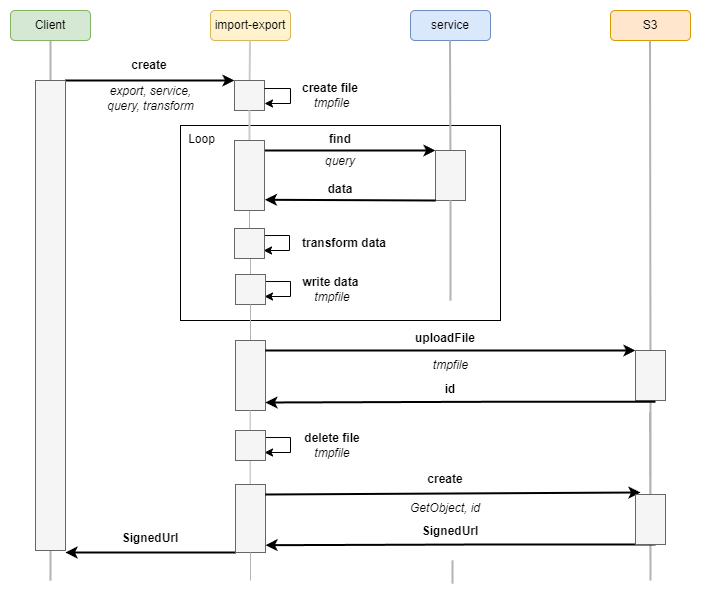 Client
import-export
service
S3
create
export, service,
query, transform
create file
tmpfile
Loop
find
query
data
transform data
write data
tmpfile
uploadFile
tmpfile
id
delete file
tmpfile
create
GetObject, id
SignedUrl
SignedUrl